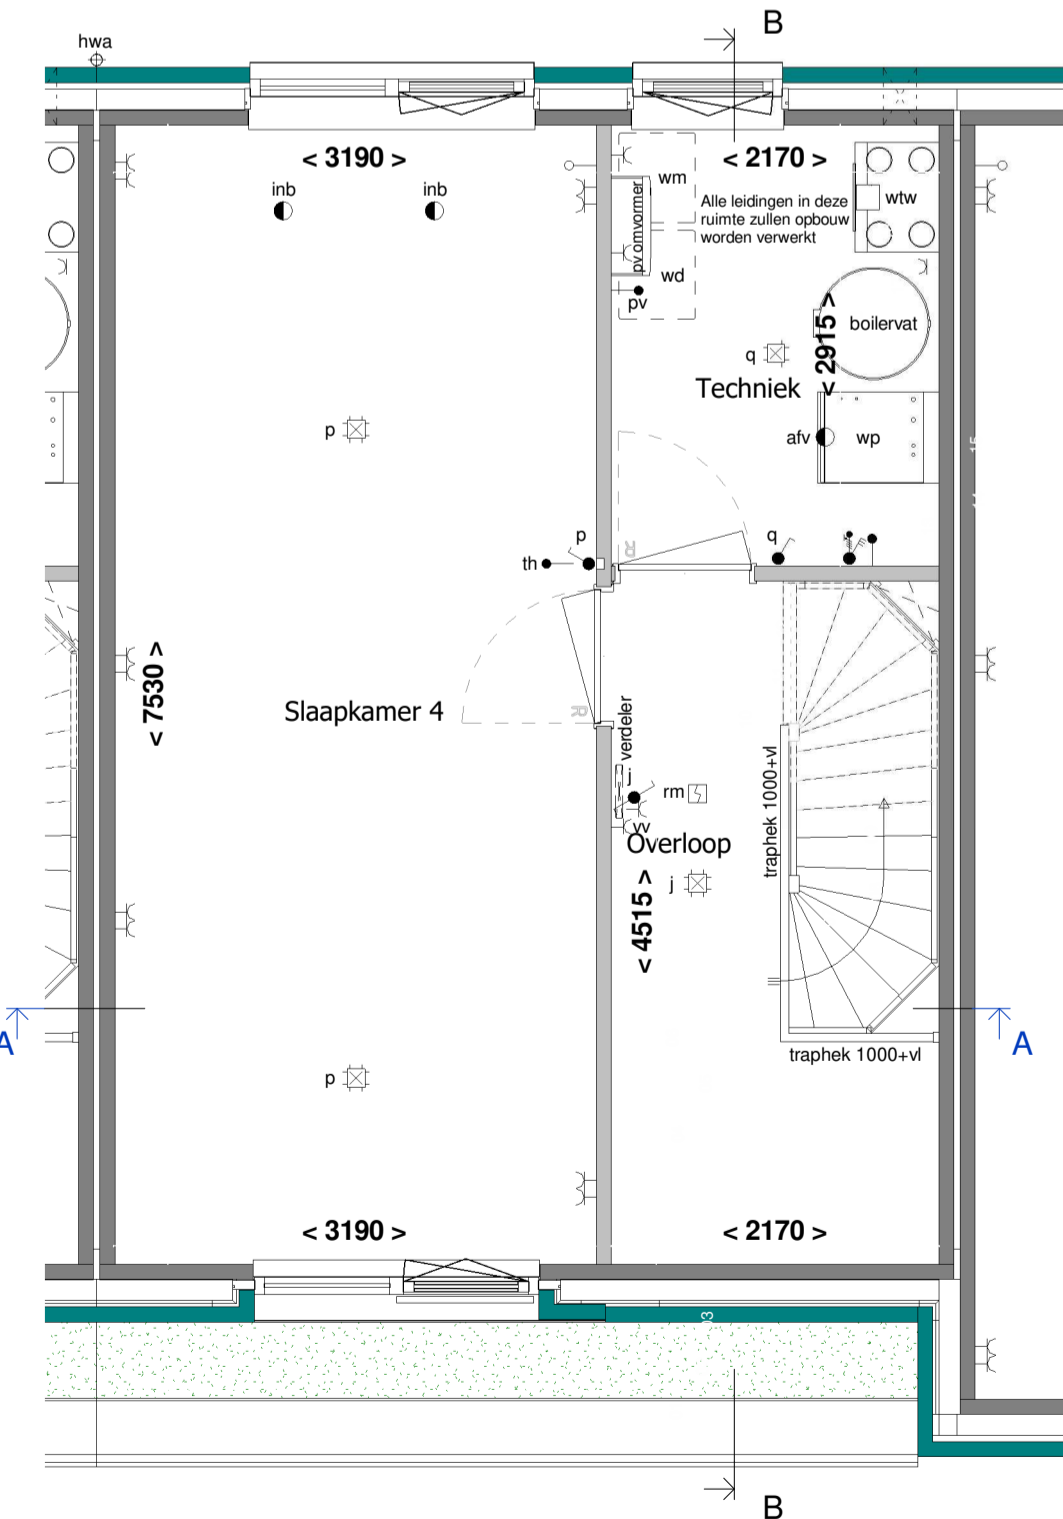 B
hwa
< 3190 >
< 2170 >
inb
inb
wm
pv omvormer
Alle leidingen in deze
ruimte zullen opbouw
worden verwerkt
wtw
wd
pv
boilervat
< 2915 >
q
Techniek
p
afv
wp
15
p
q
th
R
< 7530 >
Slaapkamer 4
R
verdeler
j
rm
vv
Overloop
traphek 1000+vl
j
< 4515 >
A
A
traphek 1000+vl
p
< 3190 >
< 2170 >
03
B